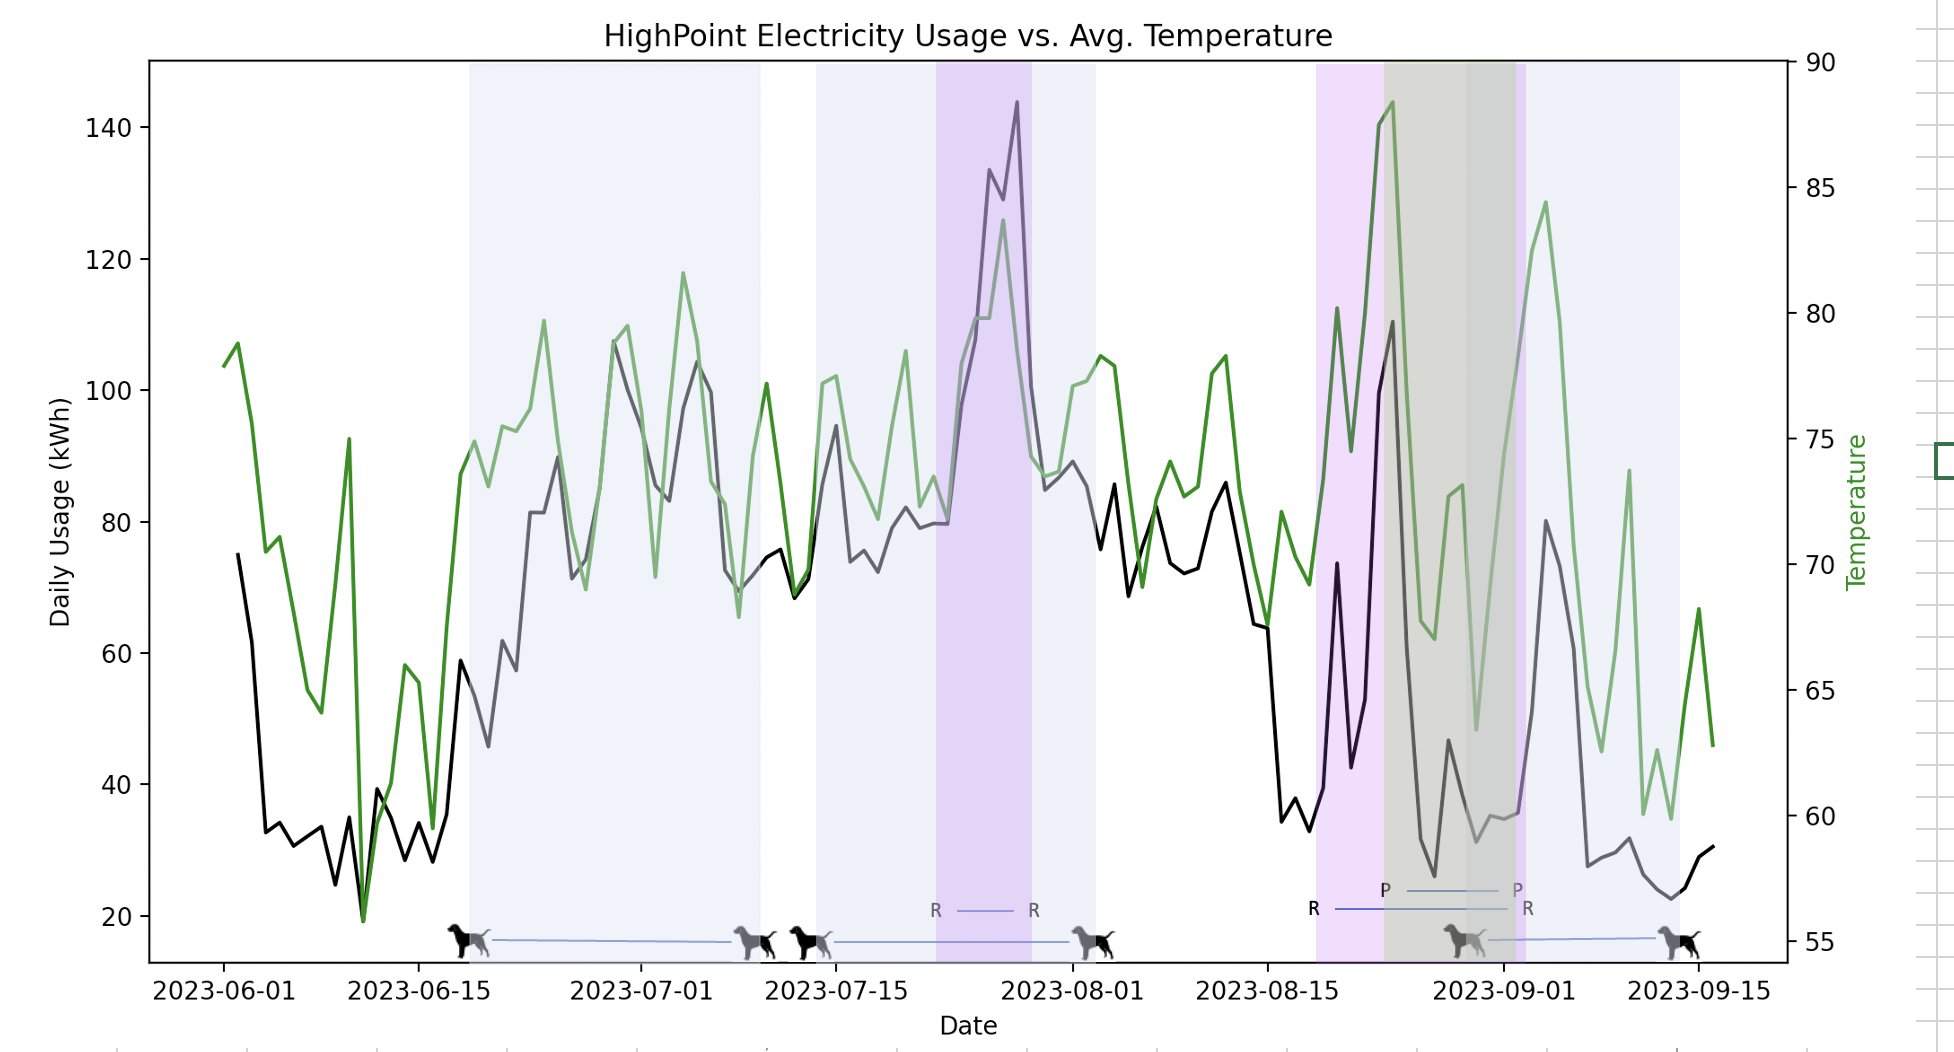 HighPoint Electricity Usage vs. Avg. Temperature
90
140
85
120
80
100
75
Daily Usage (kWh)
Temperature
80
70
60
65
40
60
P P
R R
R R
20
55
2023-06-01 2023-06-15 2023-07-01 2023-07-15 2023-08-01 2023-08-15 2023-09-01 2023-09-15
Date